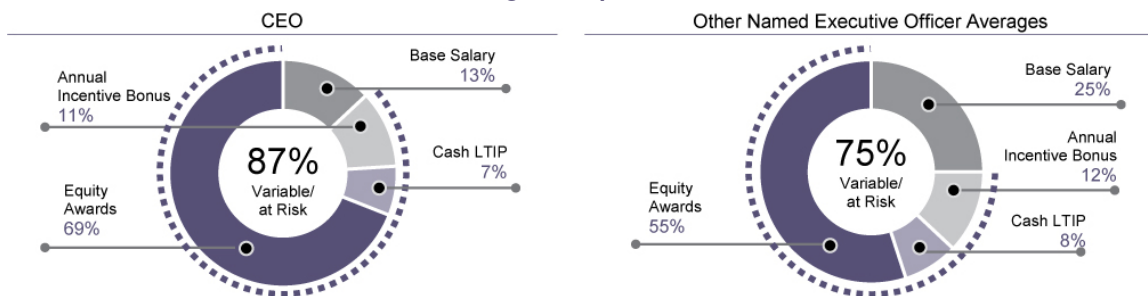 CEO
Annual
Incentive Bonus
11%
Base Salary
13%
87%
Variable/
at Risk
Cash LTIP
7%
Equity
Awards
69%
Other Named Executive Officer Averages
Base Salary
25%
75%
Variable/
at Risk
Annual
Incentive Bonus
12%
Equity
Awards
55%
Cash LTIP
8%